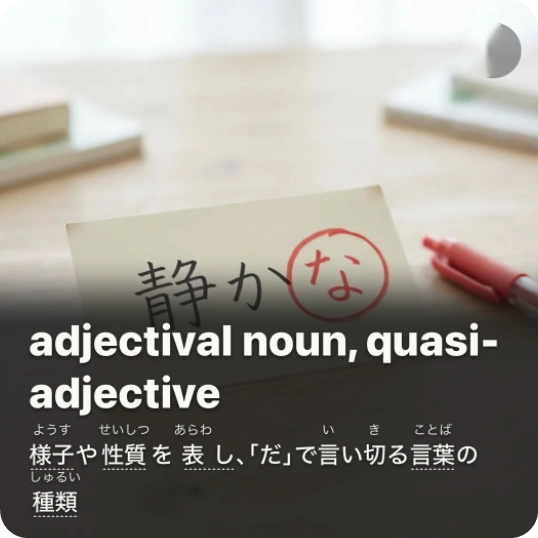 静かな
adjectival noun, quasi-
adjective
ようす せいしつ あらわ い き ことば
様子や性質を表し、「だ」で言い切る言葉の
しゅるい
種類